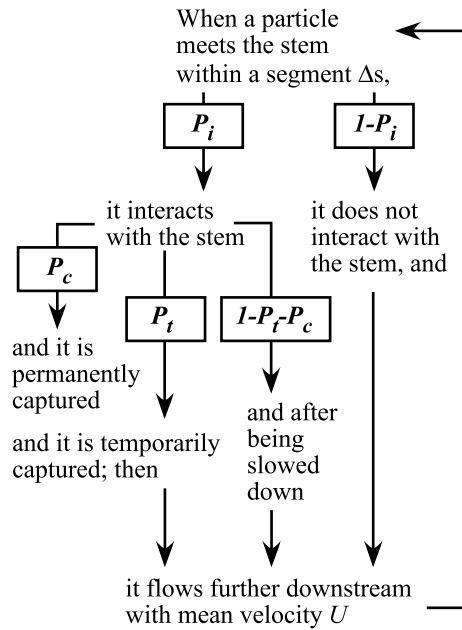 When a particle
meets the stem
within a segment Δs,
P_i
1-P_i
it interacts
with the stem
it does not
interact with
the stem, and
P_c
P_t
1-P_t-P_c
and it is
permanently
captured
and it is temporarily
captured; then
and after
being
slowed
down
it flows further downstream
with mean velocity U